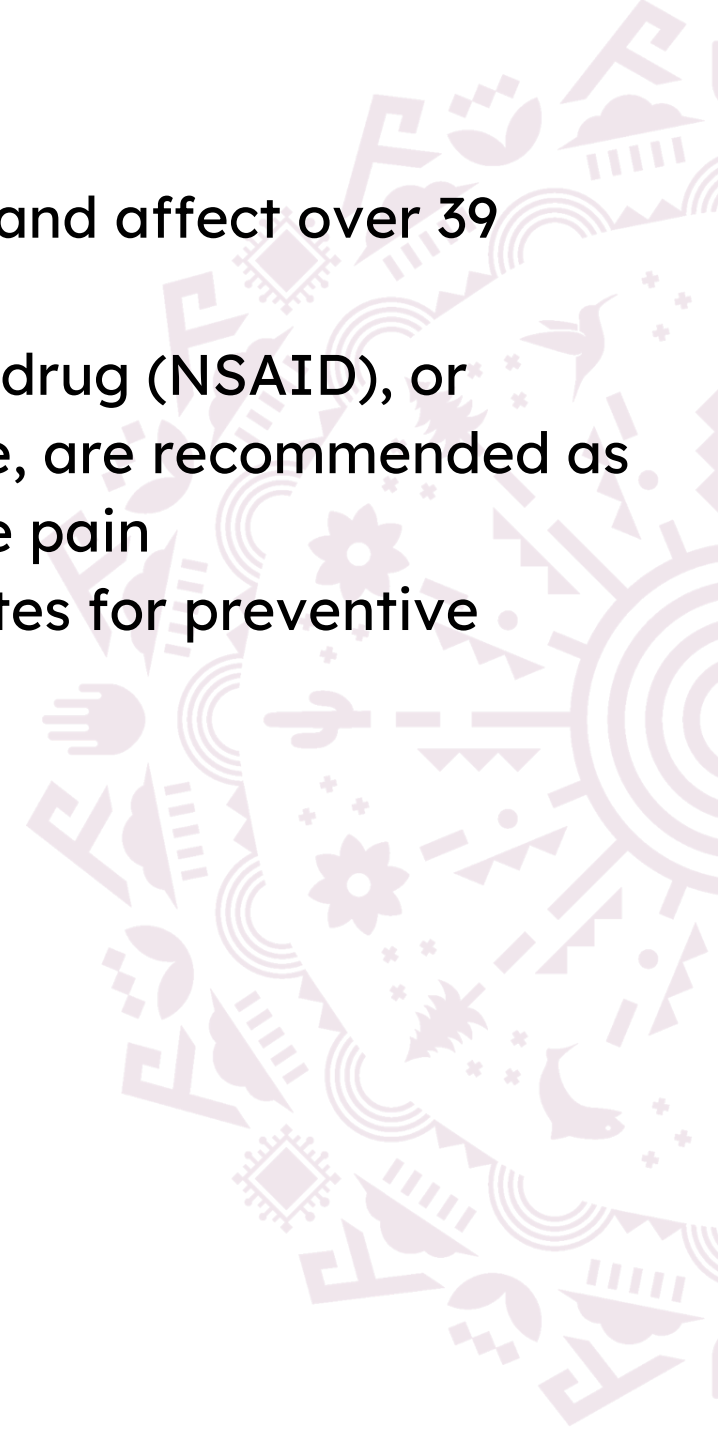 and affect over 39
drug (NSAID), or
e, are recommended as
e pain
tes for preventive